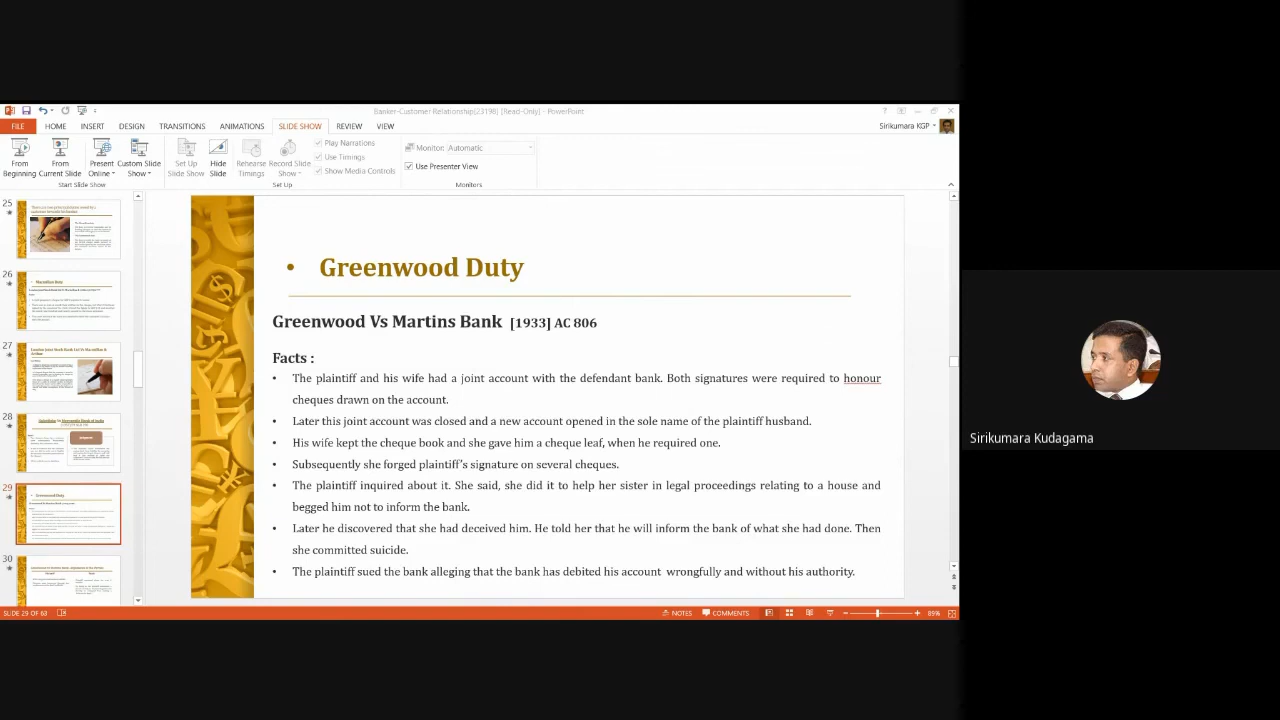 Banker-Customer Relationship(23198) [Read-Only] - PowerPoint
FILE HOME INSERT DESIGN TRANSITIONS ANIMATIONS SLIDE SHOW REVIEW VIEW
Sirikumara KGP
From Beginning
From Current Slide
Present Online
Custom Slide Show
Set Up Slide Show
Hide Slide
Rehearse Timings
Record Slide Show
Play Narrations
Use Timings
Show Media Controls
Monitor: Automatic
Use Presenter View
Start Slide Show
Set Up
Monitors
25
26
27
28
29
30
• Greenwood Duty
Greenwood Vs Martins Bank [1933] AC 806
Facts :
• The plaintiff and his wife had a joint account with the defendant bank. Both signatures were required to honour
cheques drawn on the account.
• Later this joint account was closed and a new account opened in the sole name of the plaintiff husband.
• His wife kept the cheque book and gave him cheque leaf, when he required one.
• Subsequently she forged plaintiff's signature on several cheques.
• The plaintiff inquired about it. She said, she did it to help her sister in legal proceedings relating to a house and
begged him not to inform the bank.
• Later he discovered that she had deceived him. He told her that he will inform the bank what she had done. Then
she committed suicide.
• The plaintiff sued the bank alleging that the bank has debited his account wrongfully and without authority.
Sirikumara Kudagama
SLIDE 29 OF 63
NOTES COMMENTS
89%